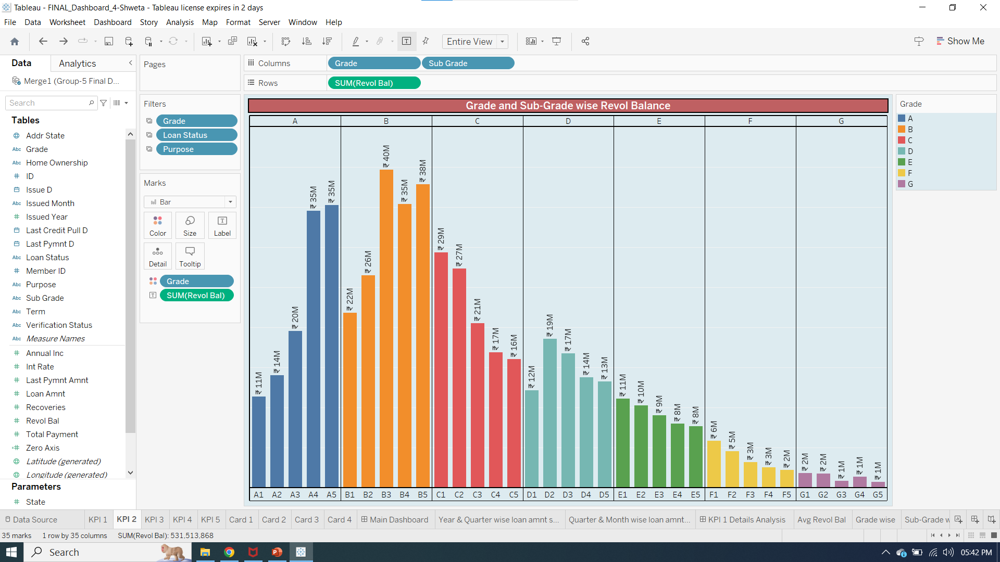 Tableau - FINAL_Dashboard_4-Shweta - Tableau license expires in 2 days
File Data Worksheet Dashboard Story Analysis Map Format Server Window Help
Entire View
Show Me
Data Analytics
Merge1 (Group-5 Final D...
Search
Tables
Addr State
Abc Grade
Abc Home Ownership
ID
Issue D
Abc Issued Month
Issued Year
Last Credit Pull D
Last Pymnt D
Abc Loan Status
Member ID
Abc Purpose
Abc Sub Grade
Abc Term
Abc Verification Status
Abc Measure Names
Annual Inc
Int Rate
Last Pymnt Amnt
Loan Amnt
Recoveries
Revol Bal
Total Payment
Zero Axis
Latitude (generated)
Longitude (generated)
Parameters
State
Pages
Filters
Grade
Loan Status
Purpose
Marks
Bar
Color Size Label
Detail Tooltip
Grade
SUM(Revol Bal)
Columns Grade Sub Grade
Rows SUM(Revol Bal)
Grade and Sub-Grade wise Revol Balance
A B C D E F G
₹ 11M ₹ 14M ₹ 20M ₹ 35M ₹ 35M ₹ 22M ₹ 26M ₹ 40M ₹ 35M ₹ 38M ₹ 29M ₹ 27M ₹ 21M ₹ 17M ₹ 16M ₹ 12M ₹ 19M ₹ 17M ₹ 14M ₹ 13M ₹ 11M ₹ 10M ₹ 9M ₹ 8M ₹ 8M ₹ 6M ₹ 5M ₹ 3M ₹ 3M ₹ 2M ₹ 2M ₹ 2M ₹ 1M ₹ 1M ₹ 1M
A1 A2 A3 A4 A5 B1 B2 B3 B4 B5 C1 C2 C3 C4 C5 D1 D2 D3 D4 D5 E1 E2 E3 E4 E5 F1 F2 F3 F4 F5 G1 G2 G3 G4 G5
Grade
A
B
C
D
E
F
G
Data Source KPI 1 KPI 2 KPI 3 KPI 4 KPI 5 Card 1 Card 2 Card 3 Card 4 Main Dashboard Year & Quarter wise loan amnt s... Quarter & Month wise loan amnt... KPI 1 Details Analysis Avg Revol Bal Grade wise Sub-Grade w
35 marks 1 row by 35 columns SUM(Revol Bal): 531,513,868
Search
05:42 PM